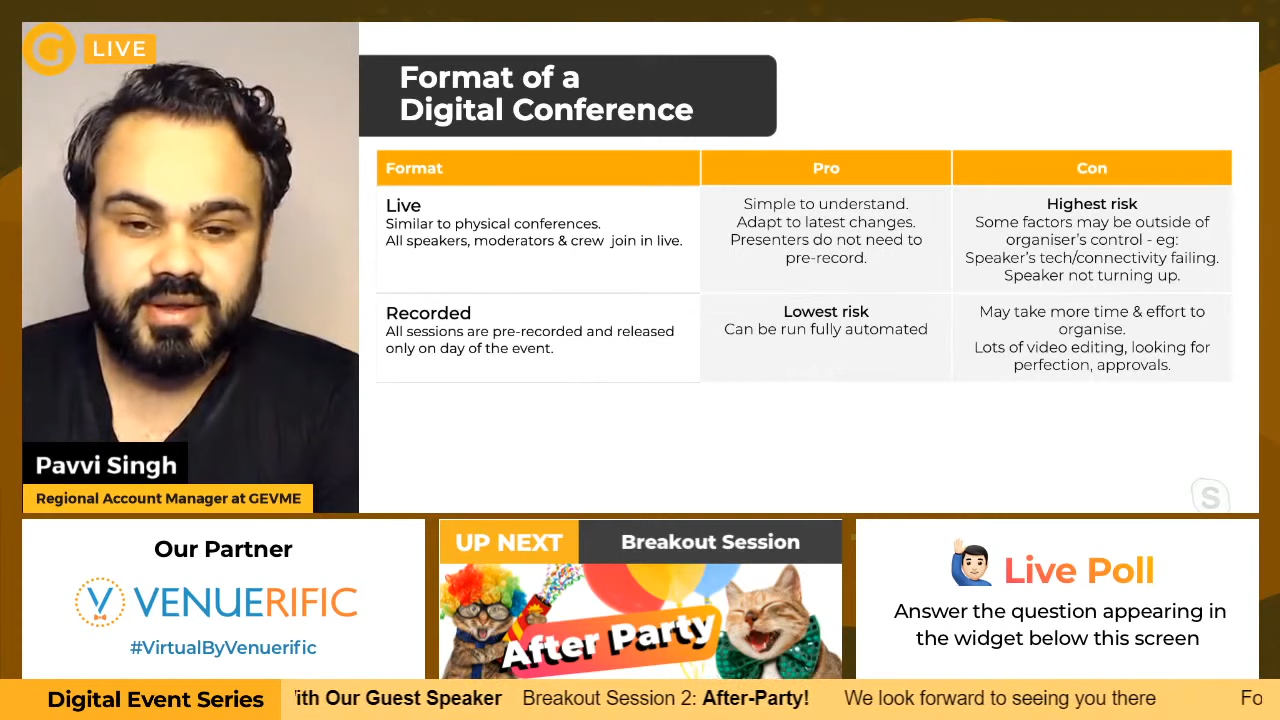 G LIVE
Format of a
Digital Conference
Format Pro Con
Live
Similar to physical conferences.
All speakers, moderators & crew join in live.
Simple to understand.
Adapt to latest changes.
Presenters do not need to
pre-record.
Highest risk
Some factors may be outside of
organiser's control - eg:
Speaker's tech/connectivity failing.
Speaker not turning up.
Recorded
All sessions are pre-recorded and released
only on day of the event.
Lowest risk
Can be run fully automated
May take more time & effort to
organise.
Lots of video editing, looking for
perfection, approvals.
Pavvi Singh
Regional Account Manager at GEVME
S
Our Partner
V VENUERIFIC
#VirtualByVenuerific
UP NEXT Breakout Session
After Party
Live Poll
Answer the question appearing in
the widget below this screen
Digital Event Series ith Our Guest Speaker Breakout Session 2: After-Party! We look forward to seeing you there Fo